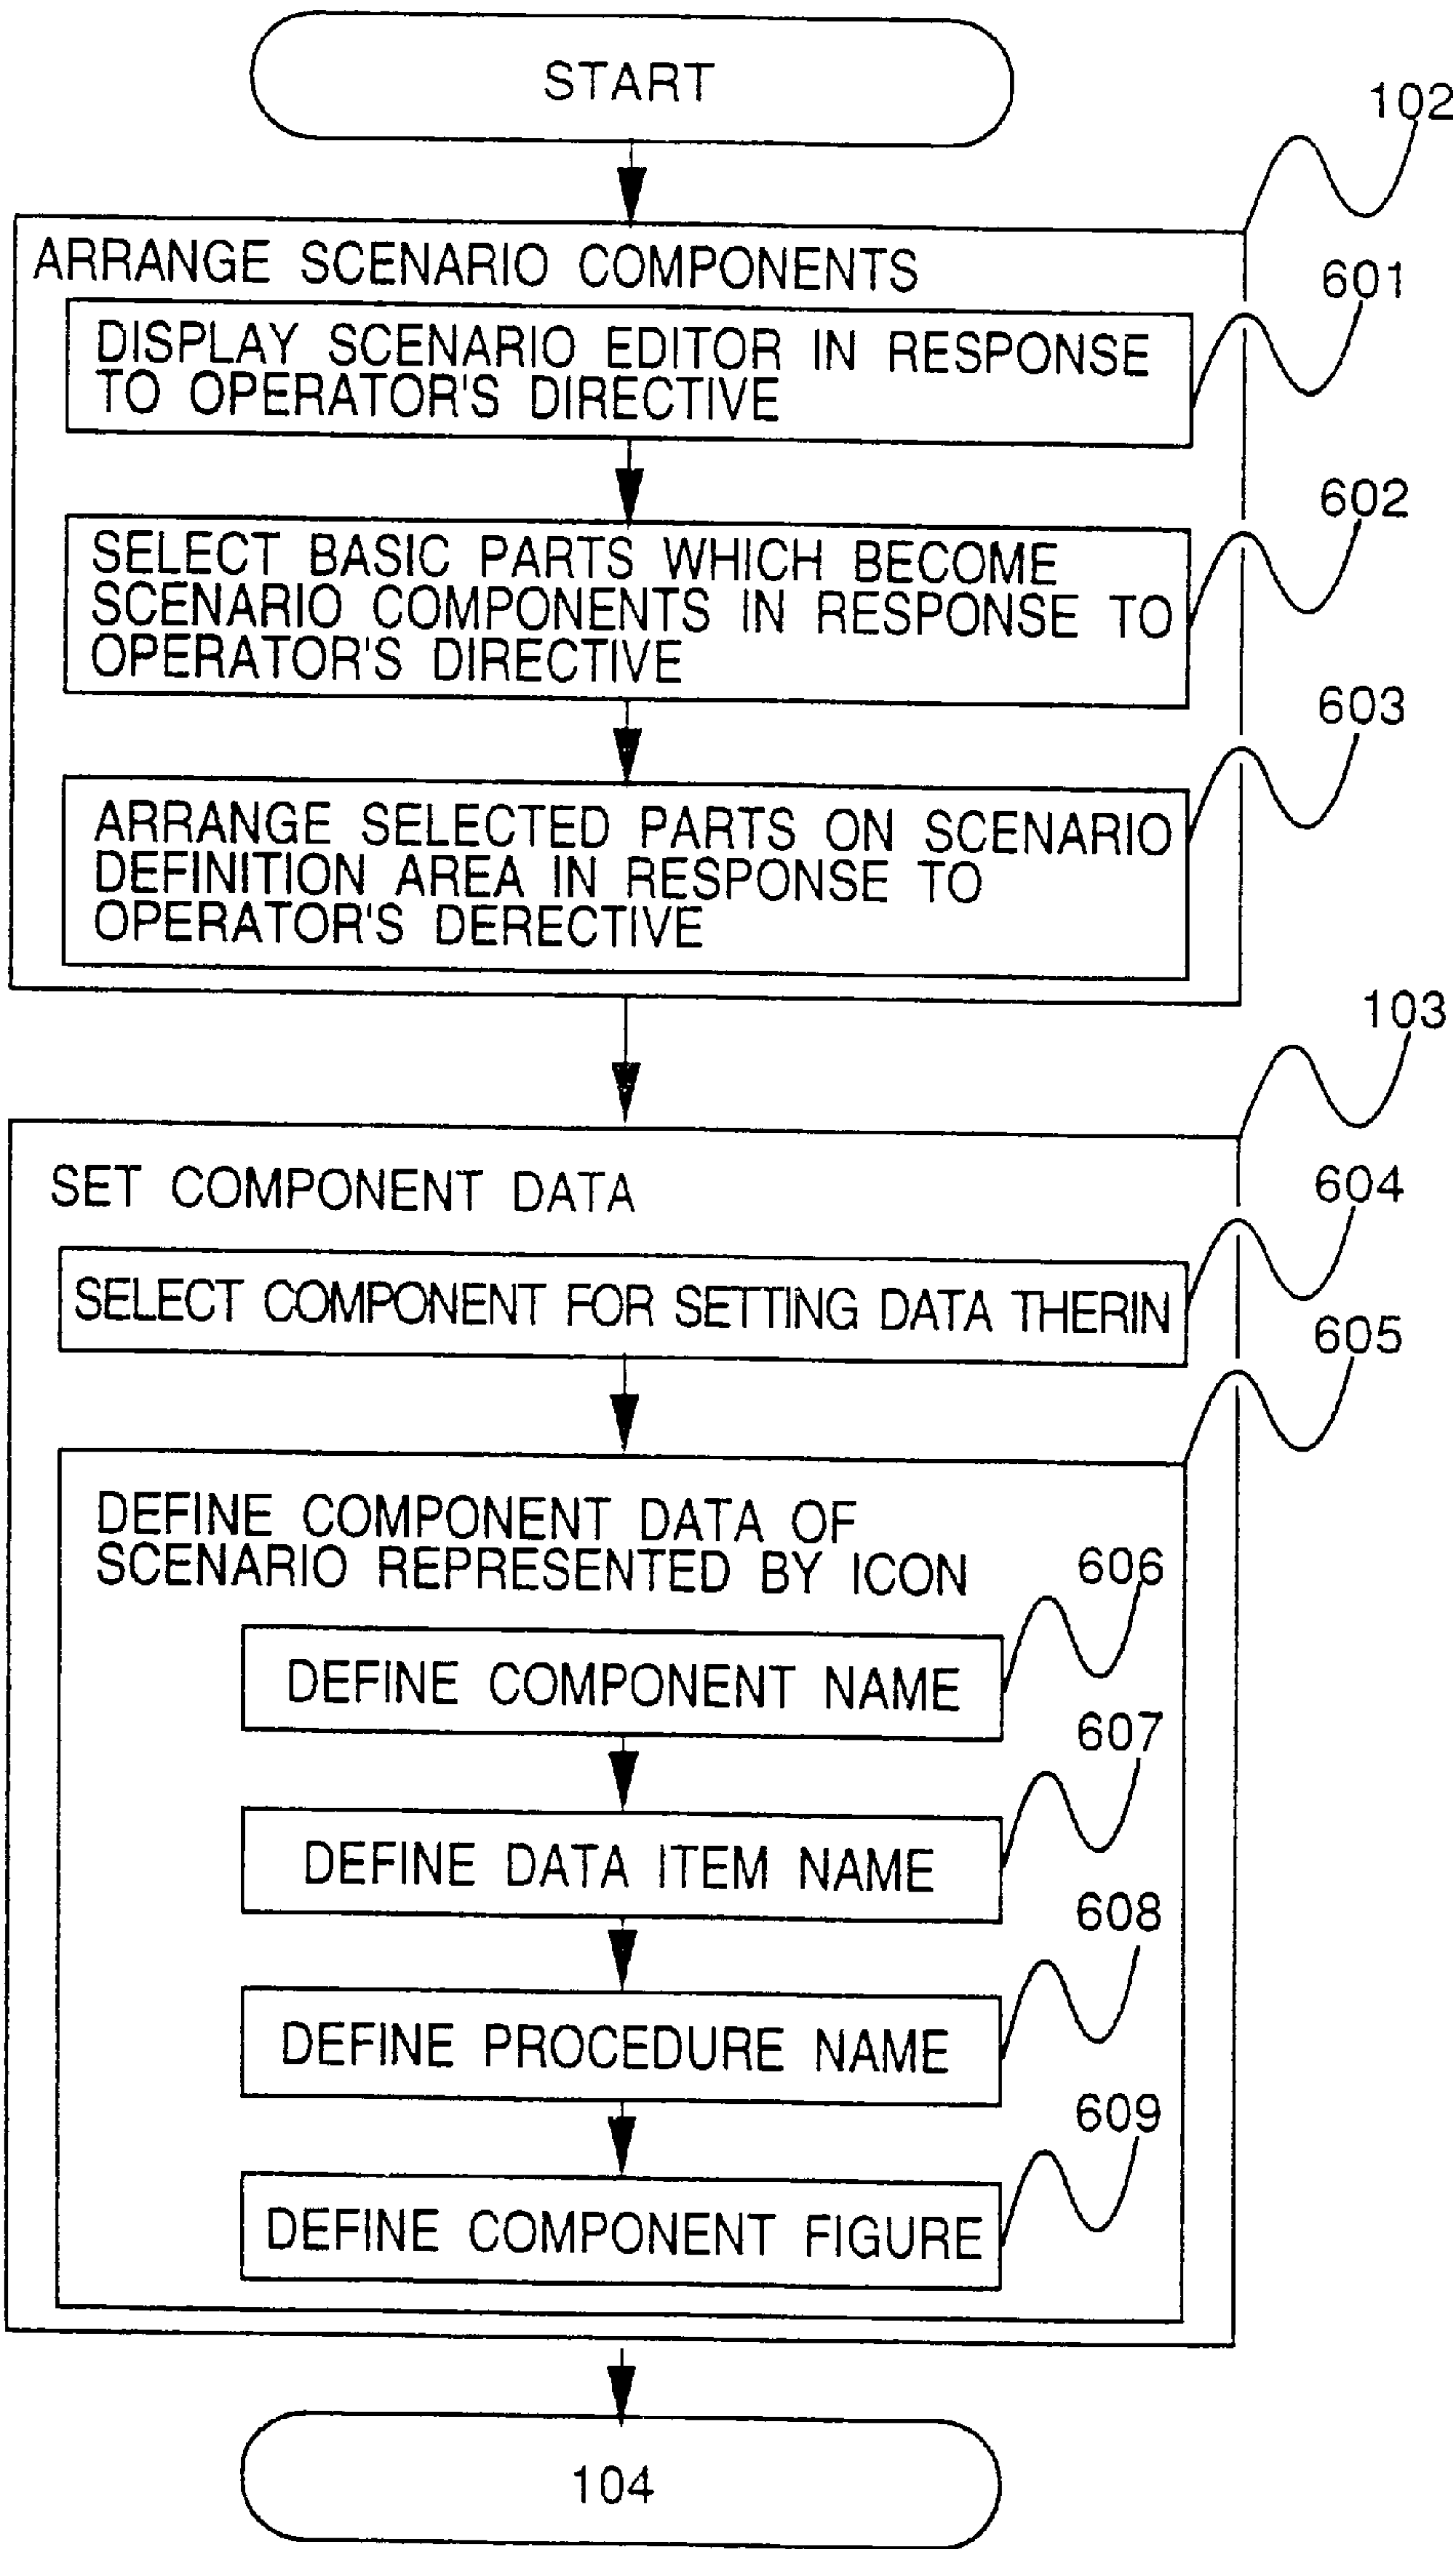 START
102
ARRANGE SCENARIO COMPONENTS
601
DISPLAY SCENARIO EDITOR IN RESPONSE
TO OPERATOR'S DIRECTIVE
602
SELECT BASIC PARTS WHICH BECOME
SCENARIO COMPONENTS IN RESPONSE TO
OPERATOR'S DIRECTIVE
603
ARRANGE SELECTED PARTS ON SCENARIO
DEFINITION AREA IN RESPONSE TO
OPERATOR'S DERECTIVE
103
SET COMPONENT DATA
604
SELECT COMPONENT FOR SETTING DATA THERIN
605
DEFINE COMPONENT DATA OF
SCENARIO REPRESENTED BY ICON
606
DEFINE COMPONENT NAME
607
DEFINE DATA ITEM NAME
608
DEFINE PROCEDURE NAME
609
DEFINE COMPONENT FIGURE
104